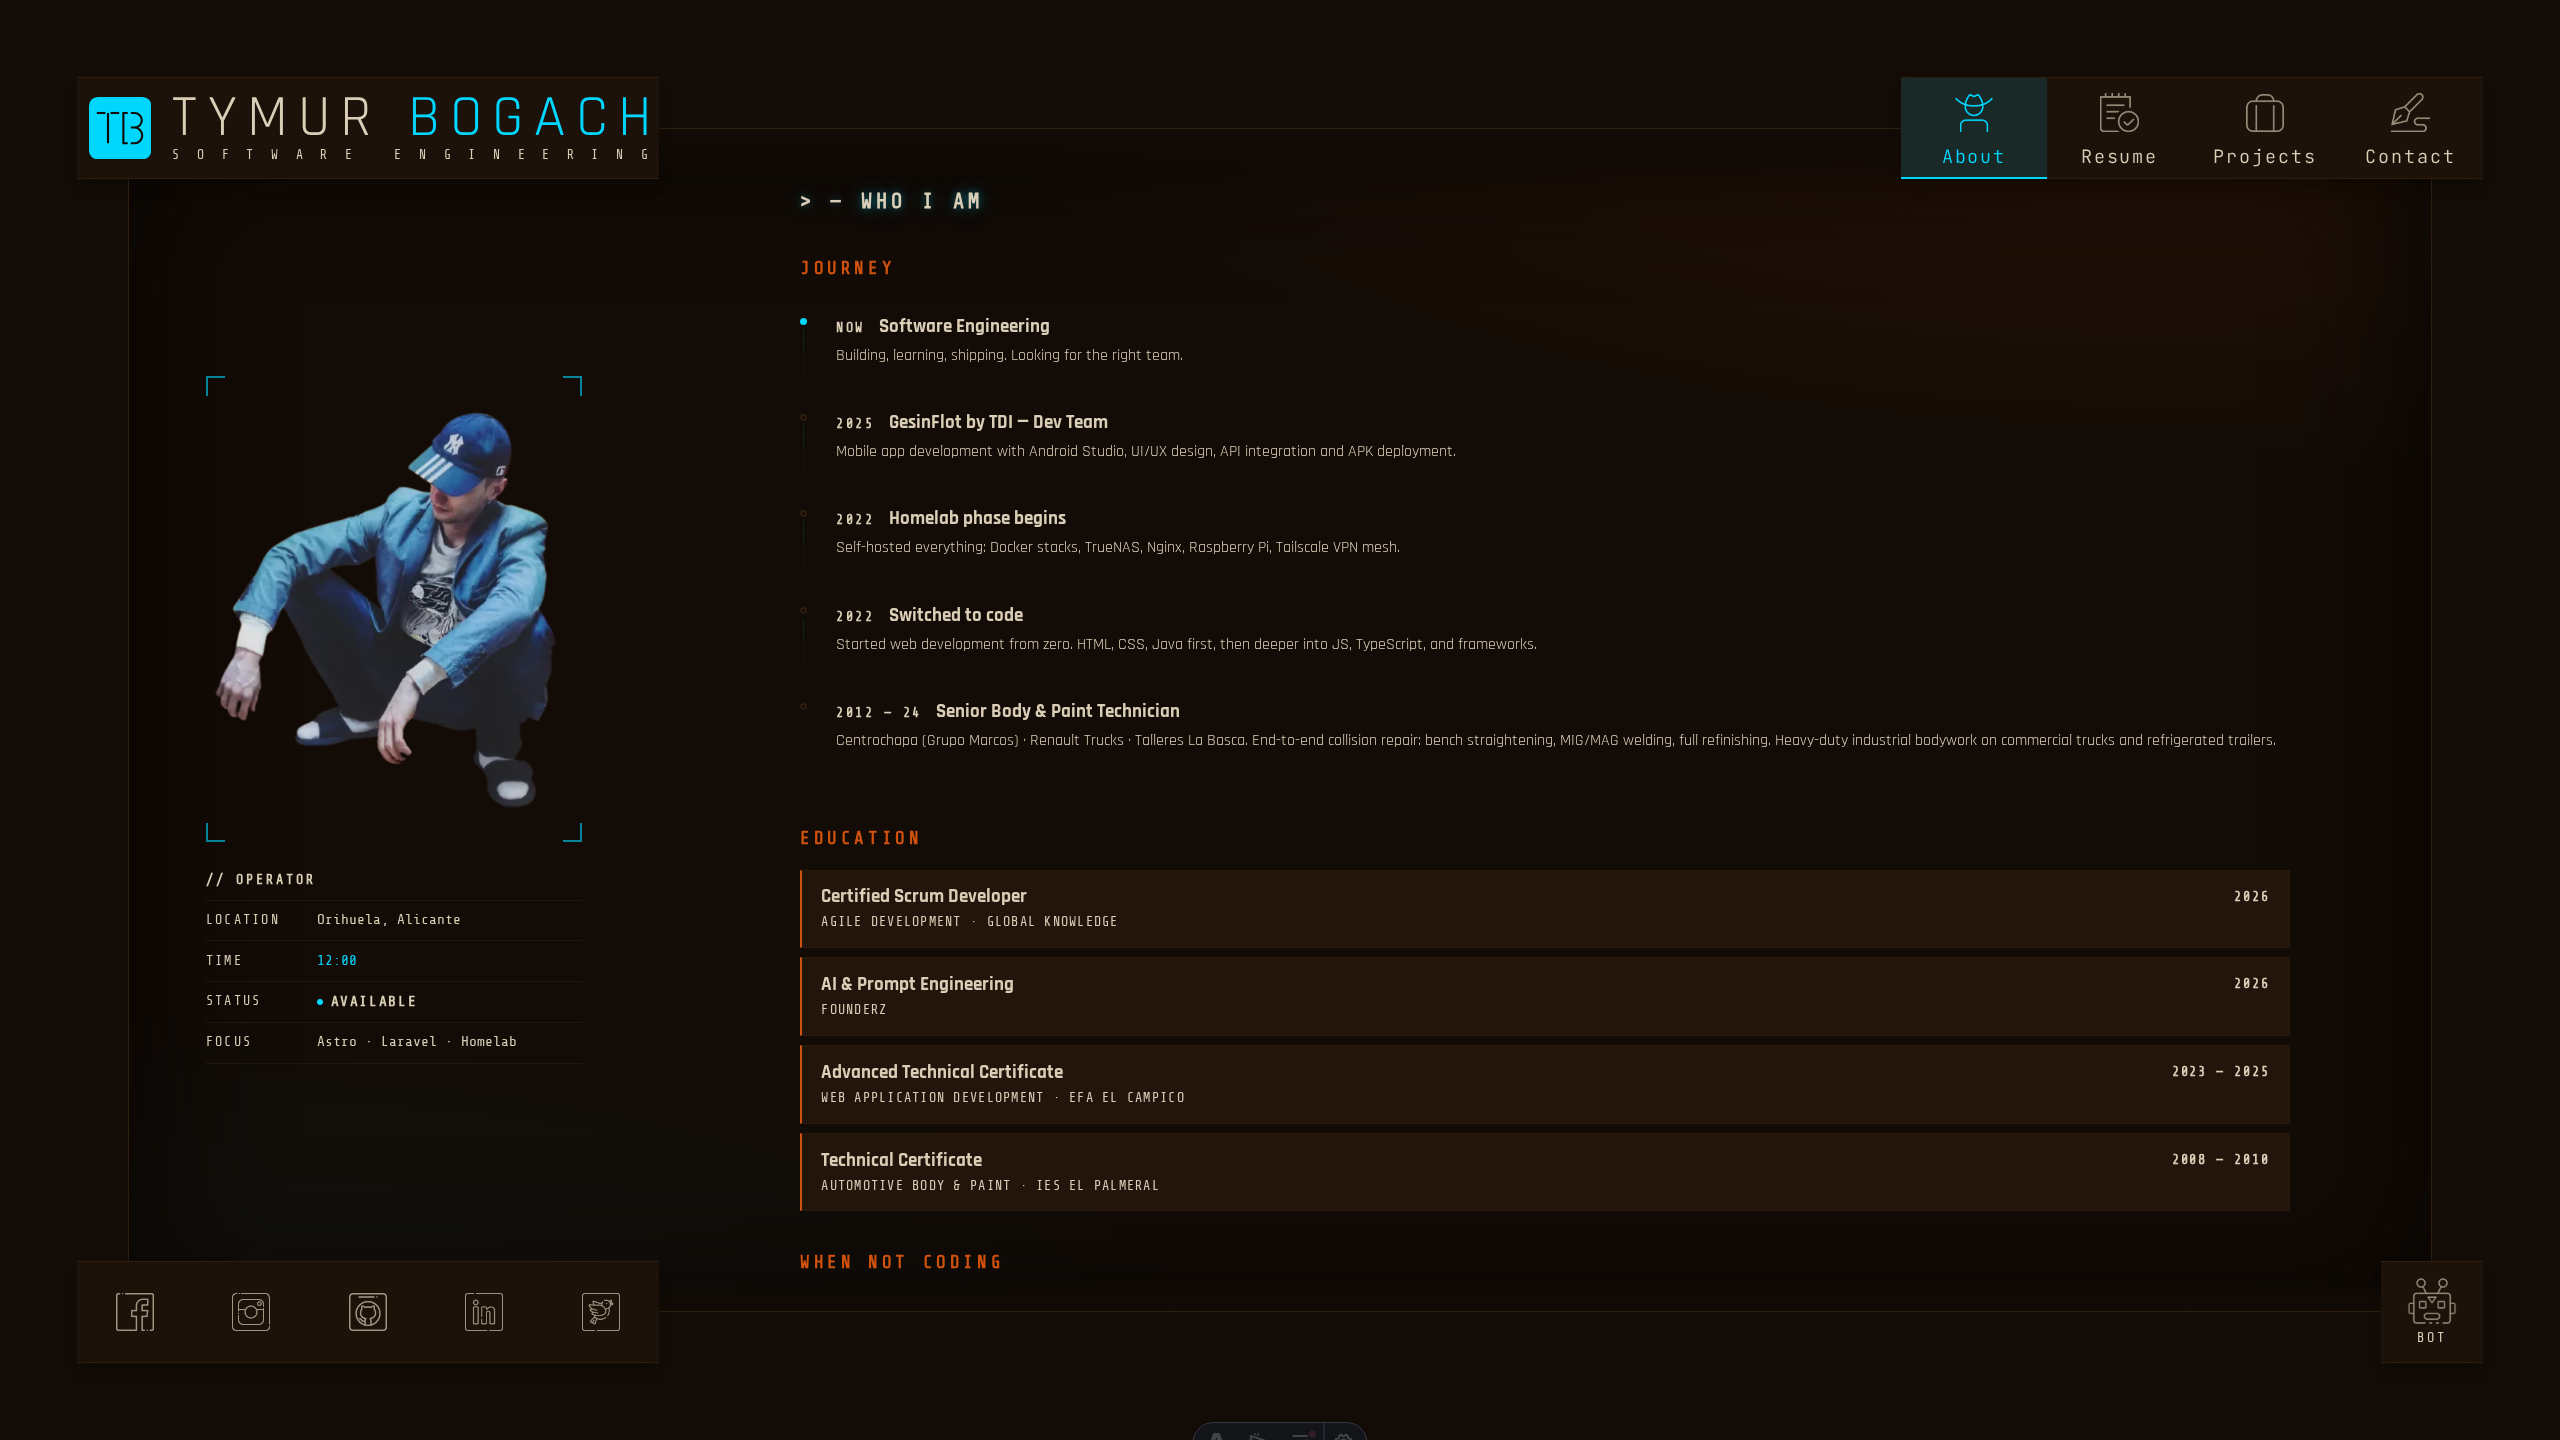 TB TYMUR BOGACH
SOFTWARE ENGINEERING
About
Resume
Projects
Contact
> — WHO I AM
JOURNEY
NOW Software Engineering
Building, learning, shipping. Looking for the right team.
2025 GesinFlot by TDI — Dev Team
Mobile app development with Android Studio, UI/UX design, API integration and APK deployment.
2022 Homelab phase begins
Self-hosted everything: Docker stacks, TrueNAS, Nginx, Raspberry Pi, Tailscale VPN mesh.
2022 Switched to code
Started web development from zero. HTML, CSS, Java first, then deeper into JS, TypeScript, and frameworks.
2012 — 24 Senior Body & Paint Technician
Centrochapa (Grupo Marcos) · Renault Trucks · Talleres La Basca. End-to-end collision repair: bench straightening, MIG/MAG welding, full refinishing. Heavy-duty industrial bodywork on commercial trucks and refrigerated trailers.
// OPERATOR
LOCATION Orihuela, Alicante
TIME 12:00
STATUS AVAILABLE
FOCUS Astro · Laravel · Homelab
EDUCATION
Certified Scrum Developer 2026
AGILE DEVELOPMENT · GLOBAL KNOWLEDGE
AI & Prompt Engineering 2026
FOUNDERZ
Advanced Technical Certificate 2023 — 2025
WEB APPLICATION DEVELOPMENT · EFA EL CAMPICO
Technical Certificate 2008 — 2010
AUTOMOTIVE BODY & PAINT · IES EL PALMERAL
WHEN NOT CODING
BOT